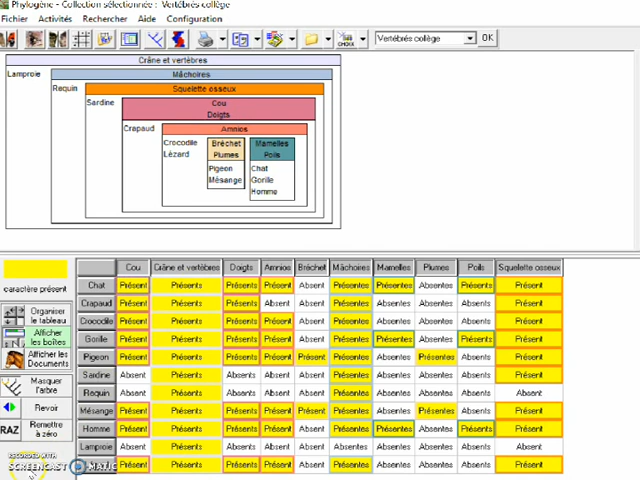 Phylogène - Collection sélectionnée : Vertébrés collège
Fichier Activités Rechercher Aide Configuration
CHOIX Vertébrés collège OK
Crâne et vertèbres
Lamproie Mâchoires
Requin Squelette osseux
Sardine Cou
Doigts
Crapaud Amnios
Crocodile Bréchet Mamelles
Lézard Plumes Poils
Pigeon Chat
Mésange Gorille
Homme
caractère présent
Organiser
le tableau
Afficher
les boîtes
Afficher les
Documents
Masquer
l'arbre
Revoir
RAZ Remettre
à zéro
Cou Crâne et vertèbres Doigts Amnios Bréchet Mâchoires Mamelles Plumes Poils Squelette osseux
Chat Présent Présents Présents Présent Absent Présentes Présentes Absentes Présents Présent
Crapaud Présent Présents Présents Absent Absent Présentes Absentes Absentes Absents Présent
Crocodile Présent Présents Présents Présent Absent Présentes Absentes Absentes Absents Présent
Gorille Présent Présents Présents Présent Absent Présentes Présentes Absentes Présents Présent
Pigeon Présent Présents Présents Présent Présent Présentes Absentes Présentes Absents Présent
Sardine Absent Présents Absents Absent Absent Présentes Absentes Absentes Absents Présent
Requin Absent Présents Absents Absent Absent Présentes Absentes Absentes Absents Absent
Mésange Présent Présents Présents Présent Présent Présentes Absentes Présentes Absents Présent
Homme Présent Présents Présents Présent Absent Présentes Présentes Absentes Présents Présent
Lamproie Absent Présents Absents Absent Absent Absentes Absentes Absentes Absents Absent
Présent Présents Présents Présent Absent Présentes Absentes Absentes Absents Présent
RECORDED WITH
SCREENCAST MATIC